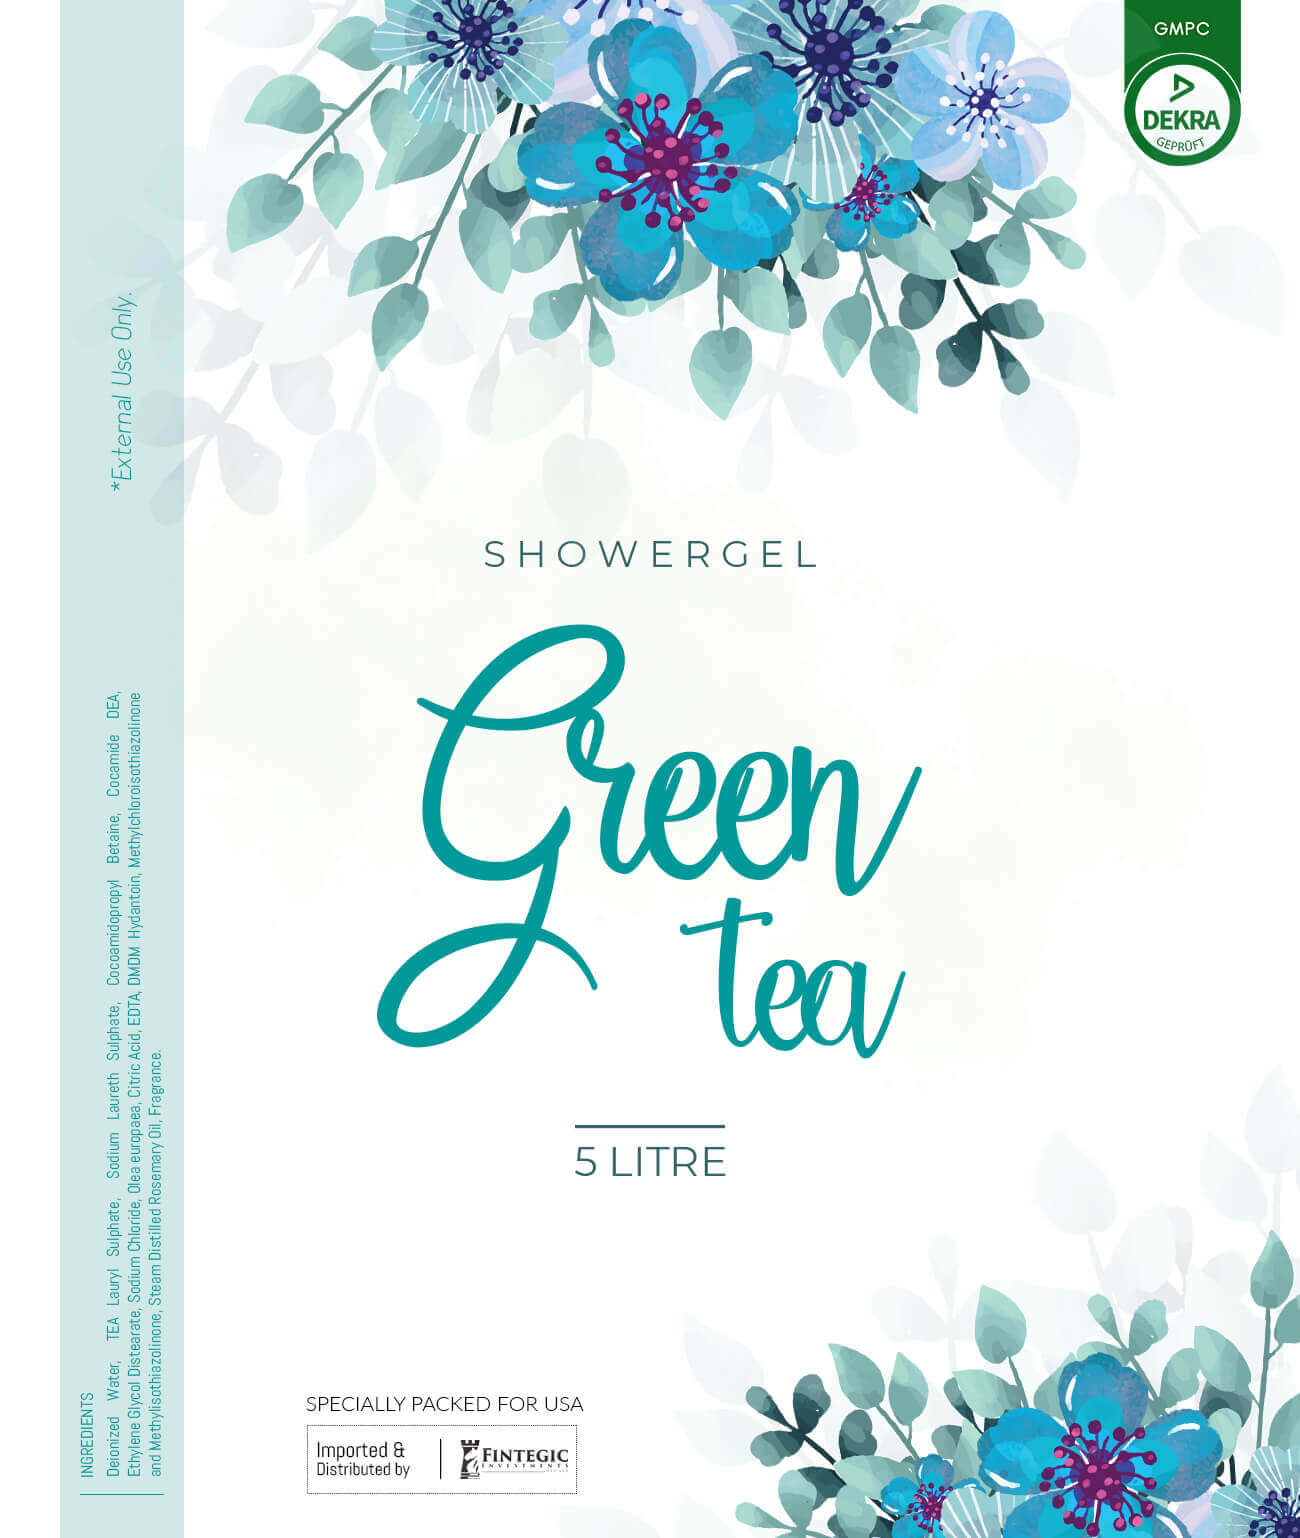 GMPC
DEKRA
GEPRÜFT
*External Use Only.
SHOWERGEL
Green
tea
5 LITRE
INGREDIENTS
Deionized Water, TEA Lauryl Sulphate, Sodium Laureth Sulphate, Cocoamidopropyl Betaine, Cocamide DEA,
Ethylene Glycol Distearate, Sodium Chloride, Olea europaea, Citric Acid, EDTA, DMDM Hydantoin, Methylchloroisothiazolinone
and Methylisothiazolinone, Steam Distilled Rosemary Oil, Fragrance.
SPECIALLY PACKED FOR USA
Imported &
Distributed by
FINTEGIC
INVESTMENTS